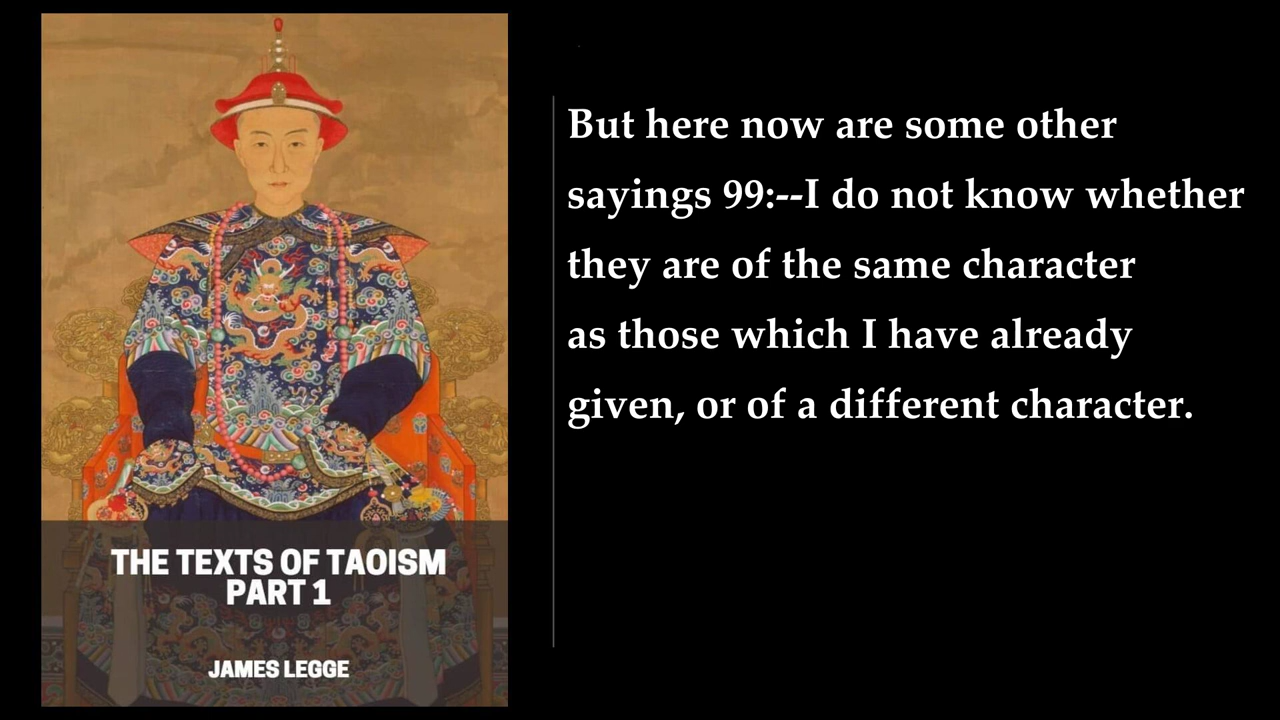 THE TEXTS OF TAOISM
PART 1
JAMES LEGGE
But here now are some other
sayings 99:--I do not know whether
they are of the same character
as those which I have already
given, or of a different character.